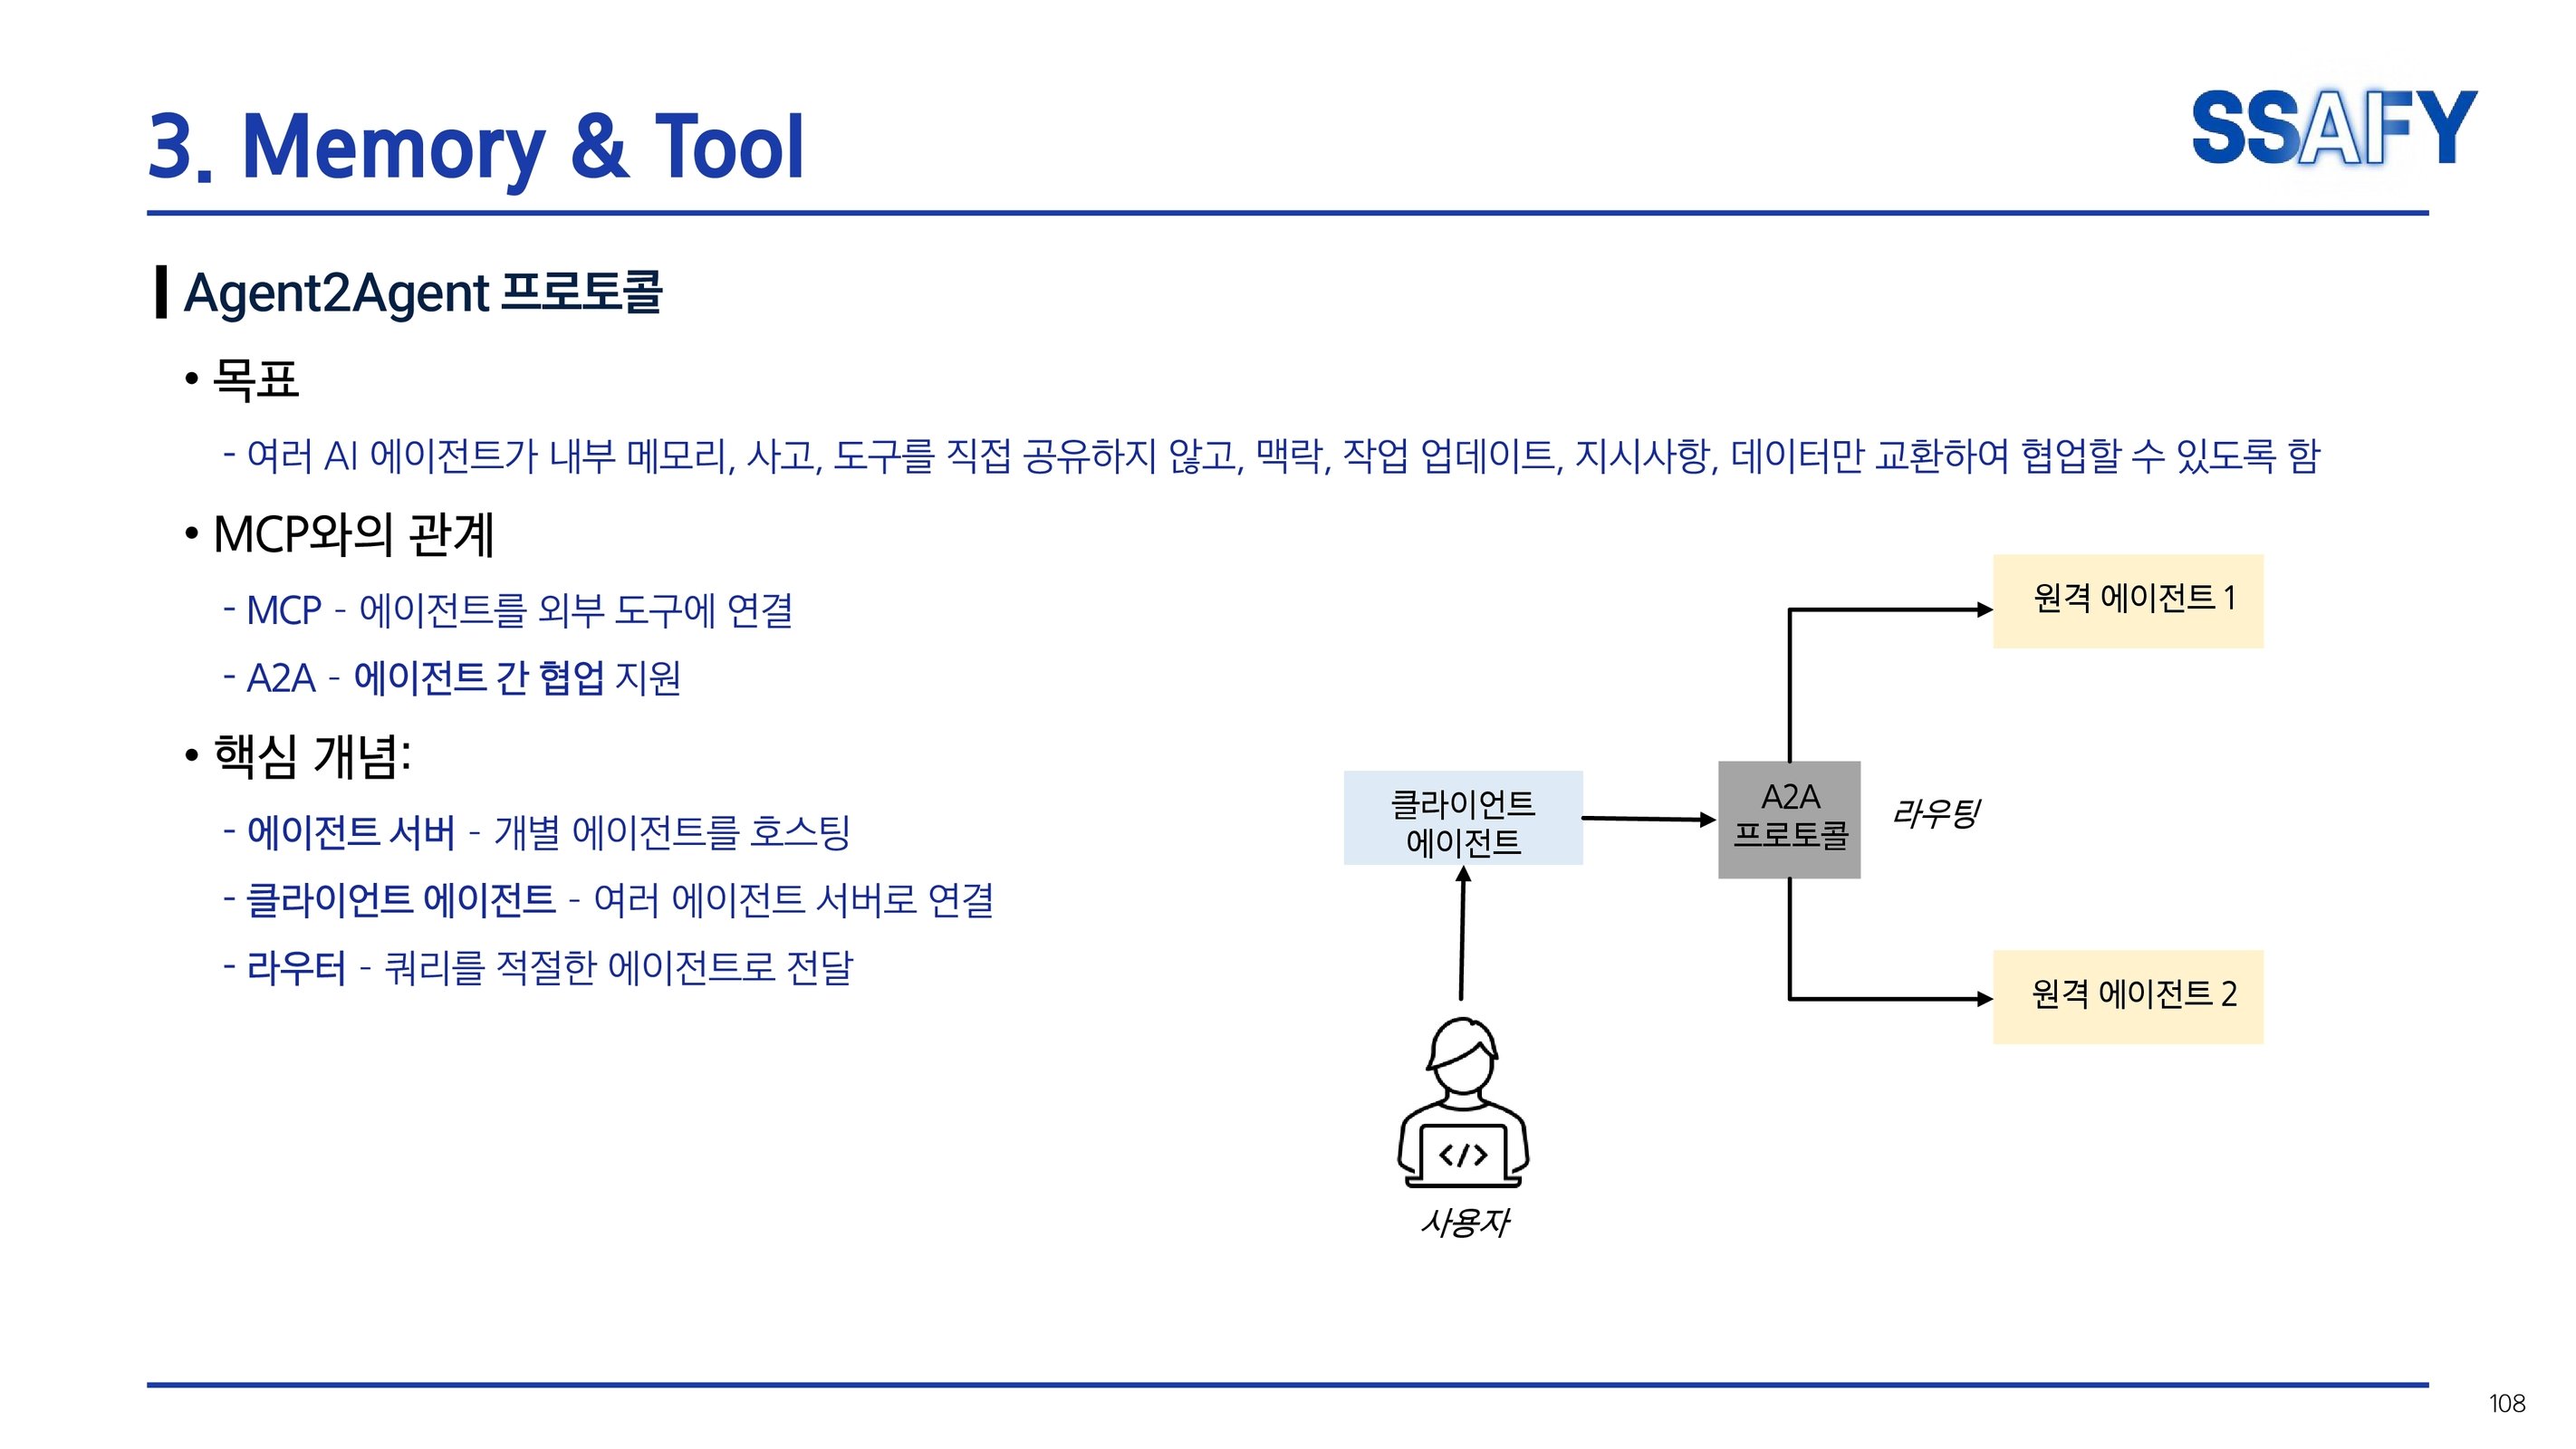 3. Memory & Tool
SSAFY
Agent2Agent 프로토콜
• 목표
- 여러 AI 에이전트가 내부 메모리, 사고, 도구를 직접 공유하지 않고, 맥락, 작업 업데이트, 지시사항, 데이터만 교환하여 협업할 수 있도록 함
• MCP와의 관계
- MCP - 에이전트를 외부 도구에 연결
- A2A - 에이전트 간 협업 지원
• 핵심 개념:
- 에이전트 서버 - 개별 에이전트를 호스팅
- 클라이언트 에이전트 - 여러 에이전트 서버로 연결
- 라우터 - 쿼리를 적절한 에이전트로 전달
원격 에이전트 1
클라이언트
에이전트
A2A
프로토콜
라우팅
원격 에이전트 2
</>
사용자
108